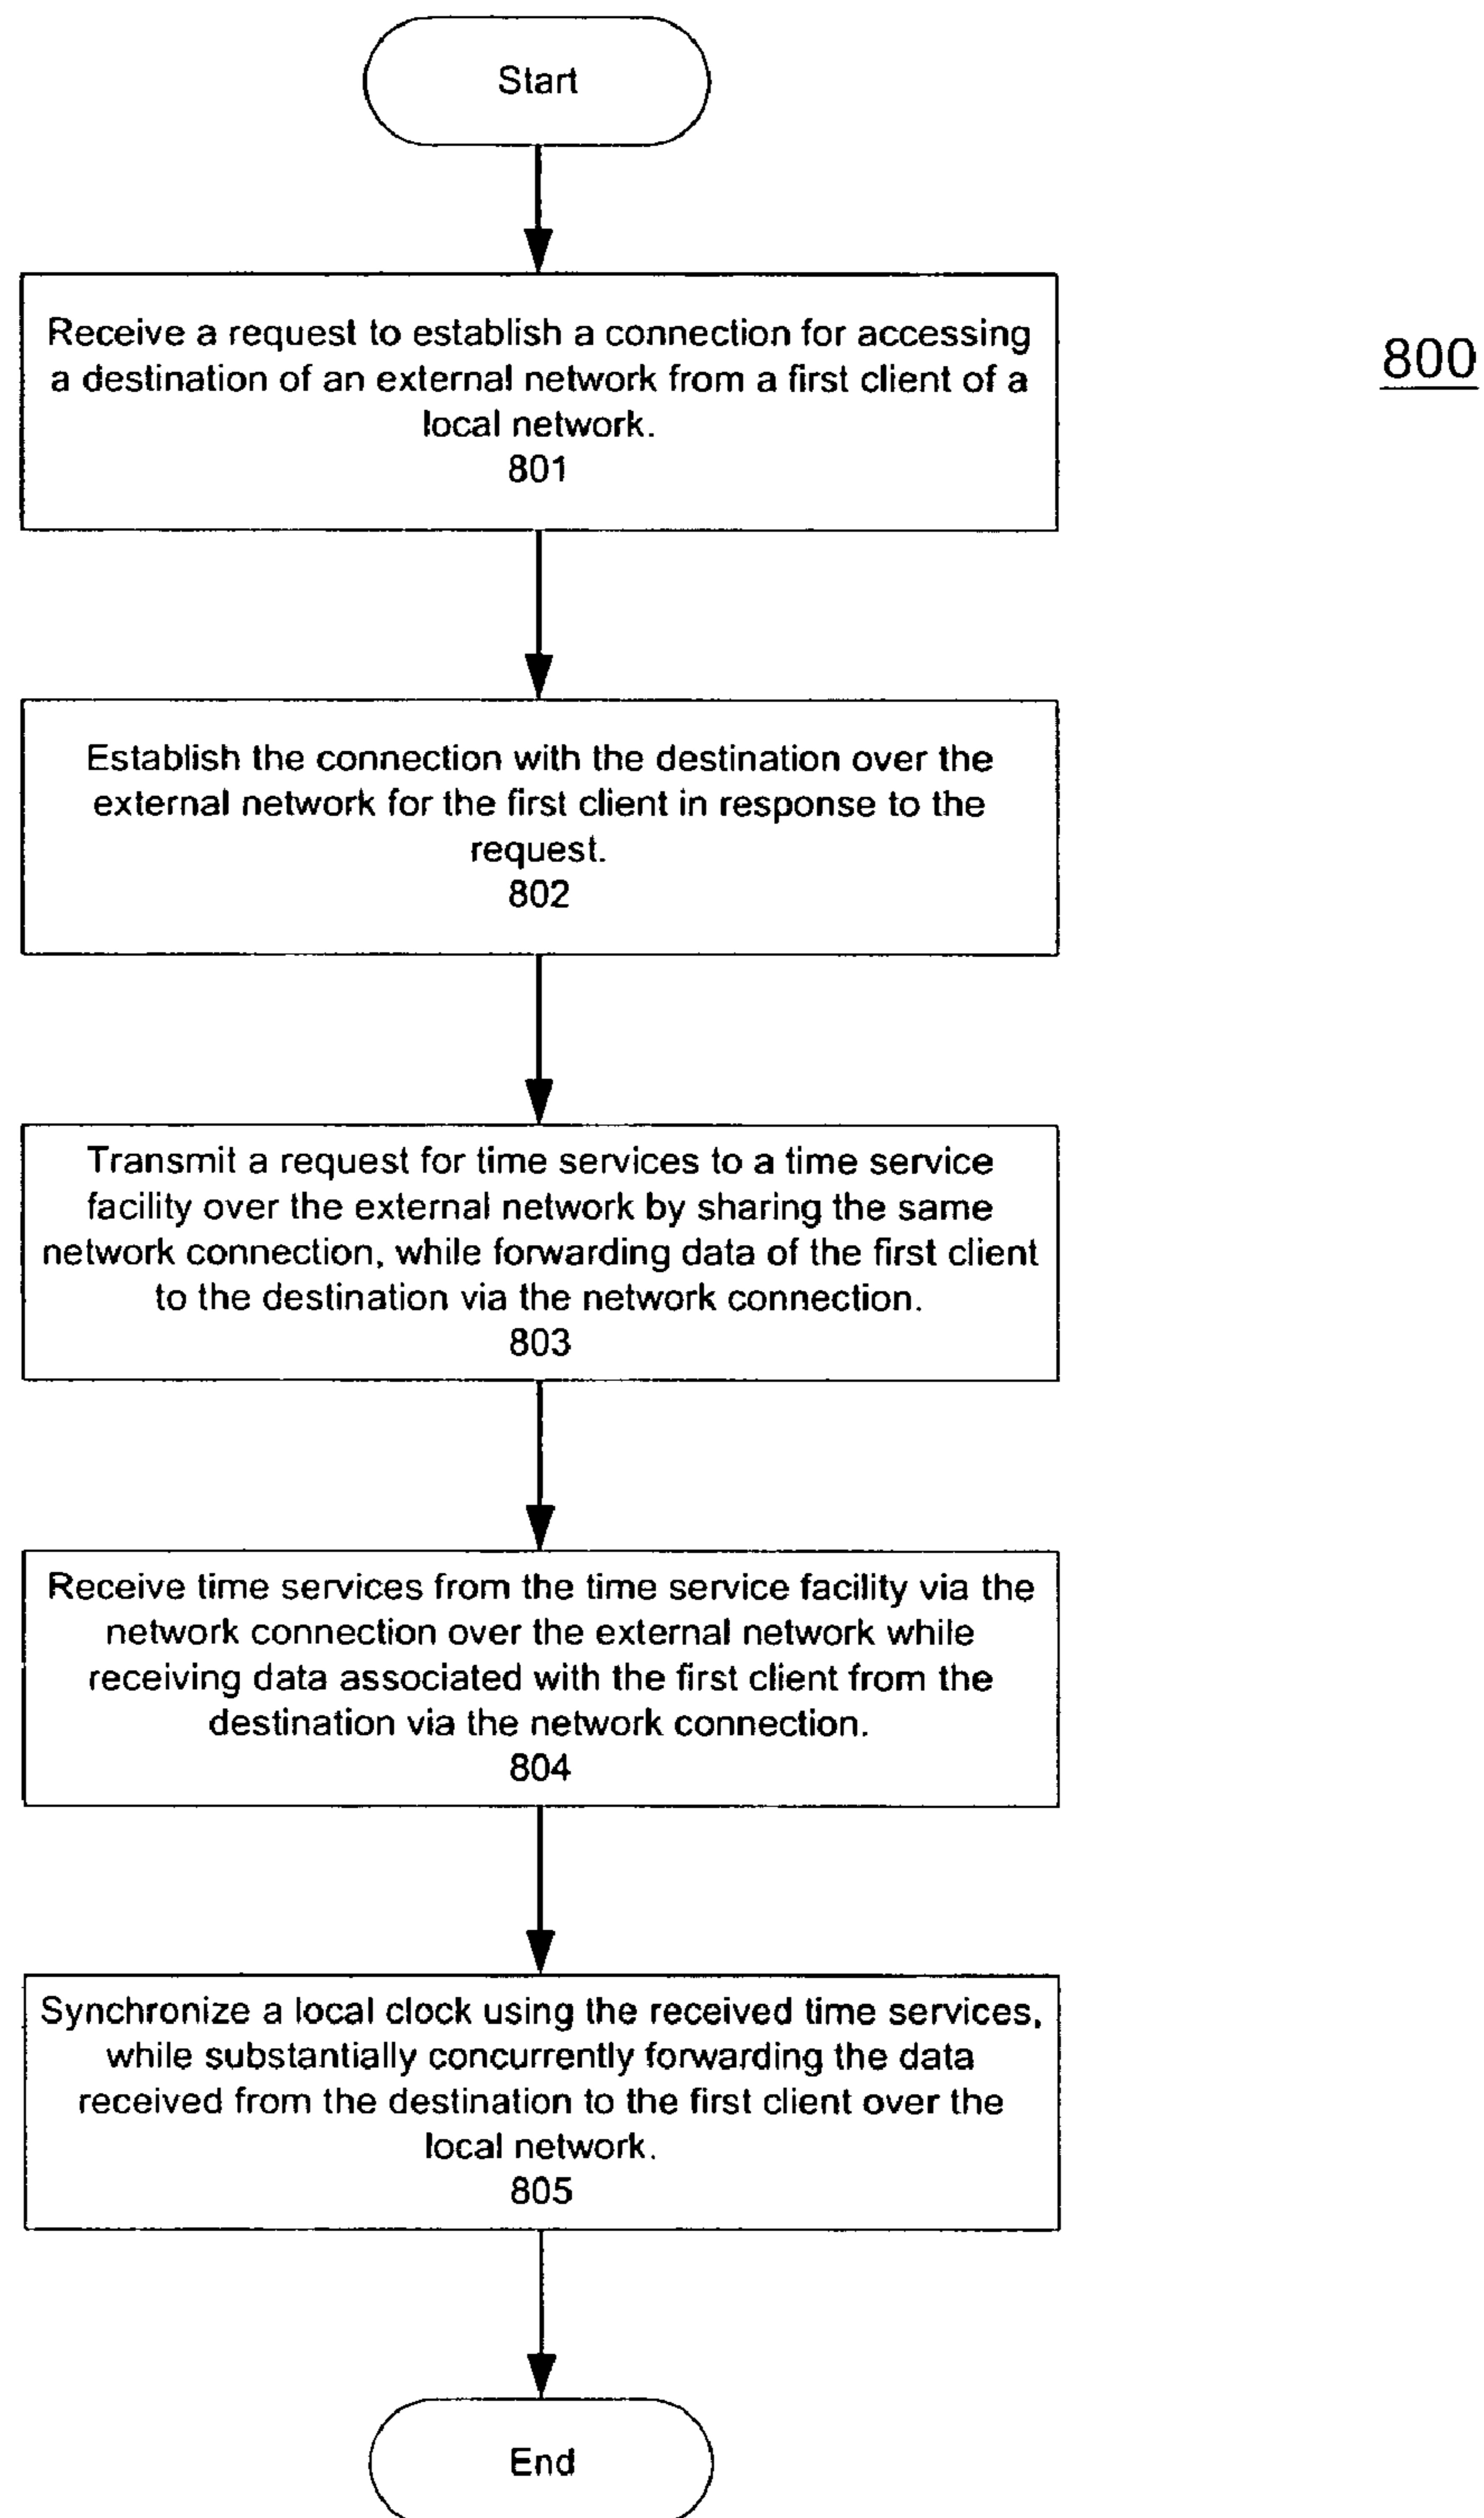 Start
Receive a request to establish a connection for accessing
a destination of an external network from a first client of a
local network.
801
800
Establish the connection with the destination over the
external network for the first client in response to the
request.
802
Transmit a request for time services to a time service
facility over the external network by sharing the same
network connection, while forwarding data of the first client
to the destination via the network connection.
803
Receive time services from the time service facility via the
network connection over the external network while
receiving data associated with the first client from the
destination via the network connection.
804
Synchronize a local clock using the received time services,
while substantially concurrently forwarding the data
received from the destination to the first client over the
local network.
805
End